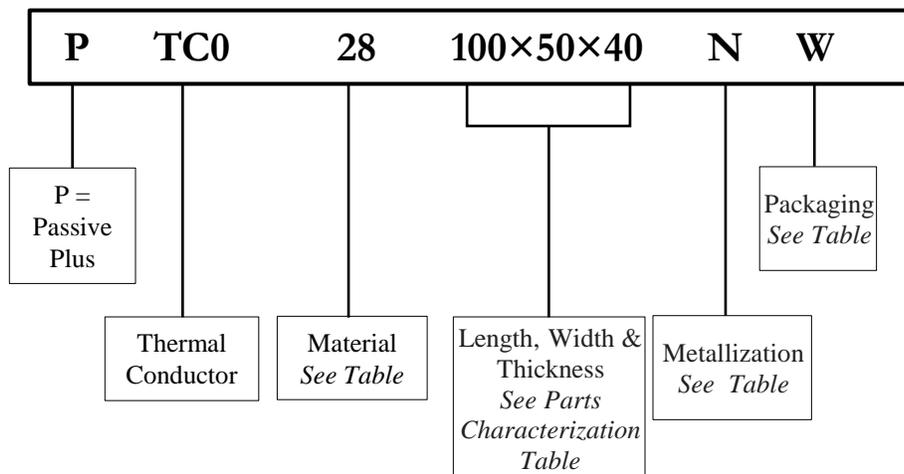 P TC0 28 100×50×40 N W
P =
Passive
Plus
Thermal
Conductor
Material
See Table
Length, Width &
Thickness
See Parts
Characterization
Table
Metallization
See Table
Packaging
See Table